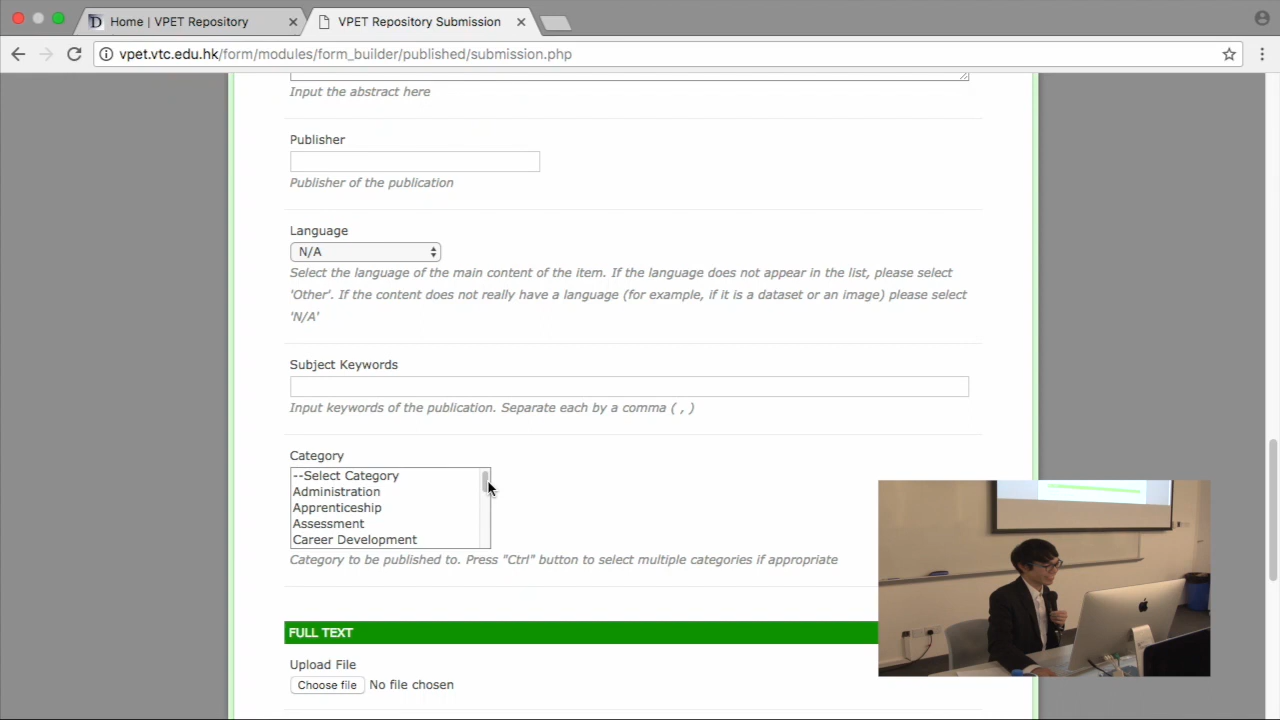 Home | VPET Repository
VPET Repository Submission
vpet.vtc.edu.hk/form/modules/form_builder/published/submission.php
Input the abstract here
Publisher
Publisher of the publication
Language
N/A
Select the language of the main content of the item. If the language does not appear in the list, please select
'Other'. If the content does not really have a language (for example, if it is a dataset or an image) please select
'N/A'
Subject Keywords
Input keywords of the publication. Separate each by a comma ( , )
Category
--Select Category
Administration
Apprenticeship
Assessment
Career Development
Category to be published to. Press "Ctrl" button to select multiple categories if appropriate
FULL TEXT
Upload File
Choose file No file chosen